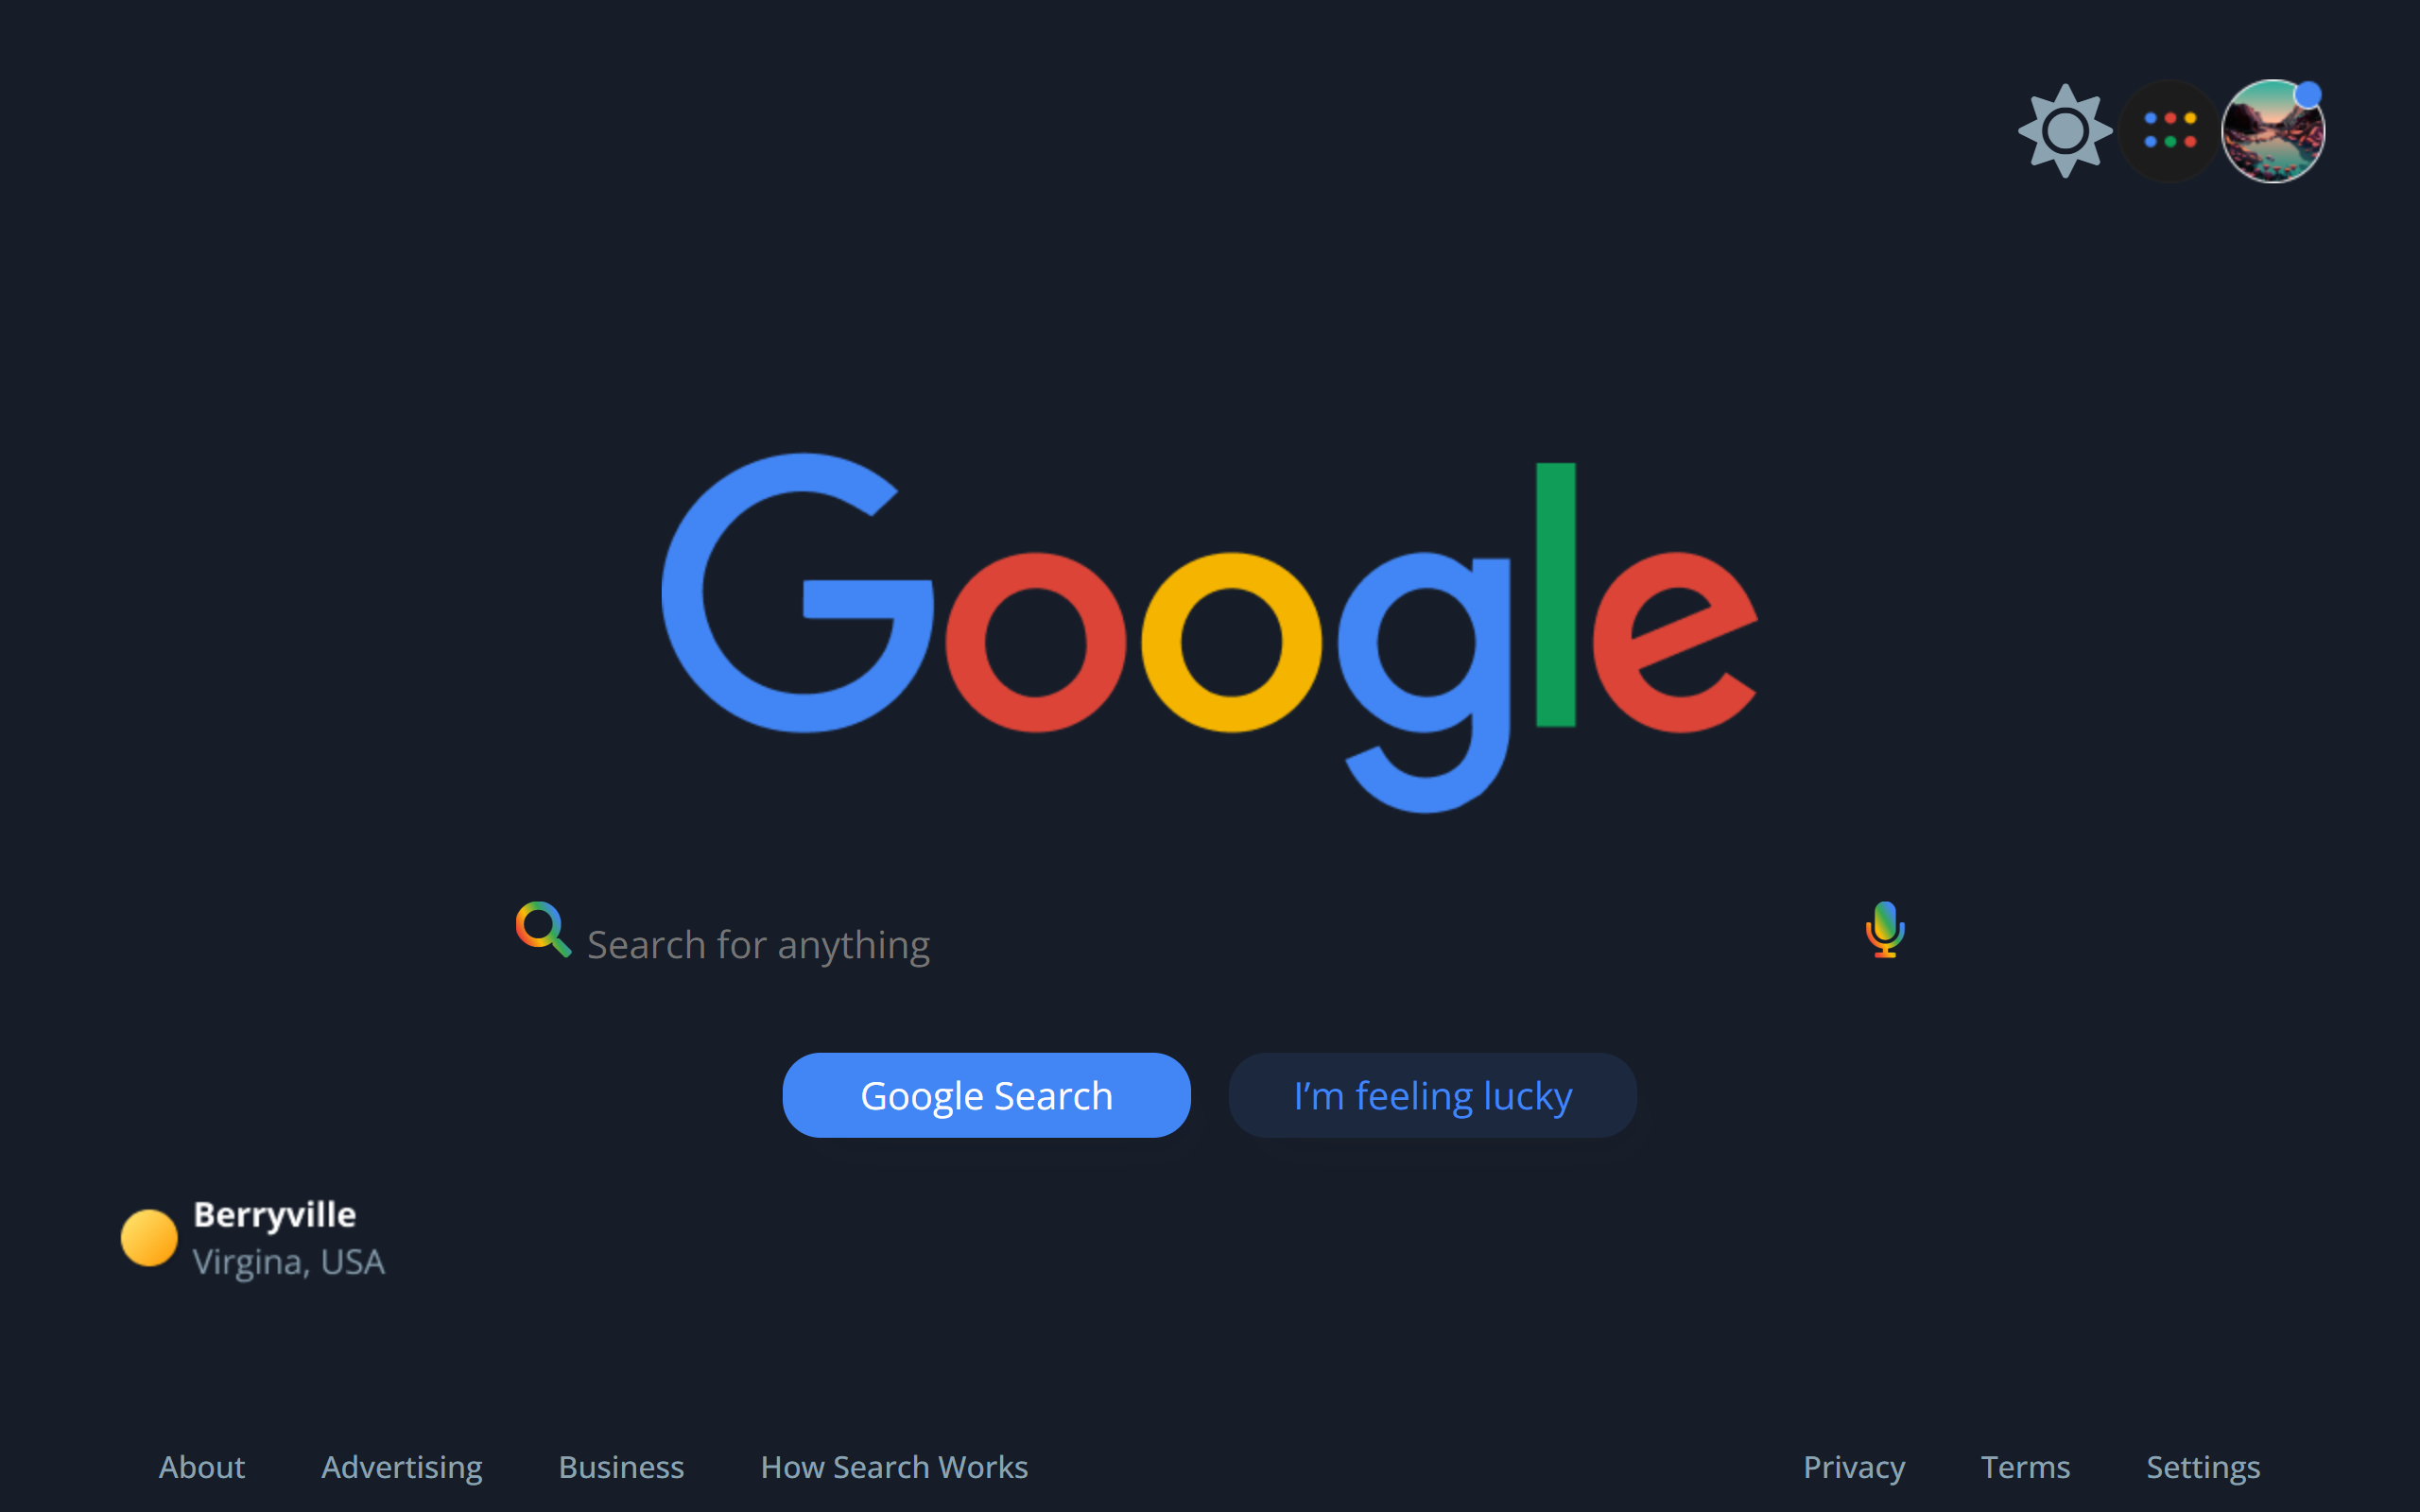 Google
Search for anything
Google Search
I’m feeling lucky
Berryville
Virgina, USA
About
Advertising
Business
How Search Works
Privacy
Terms
Settings